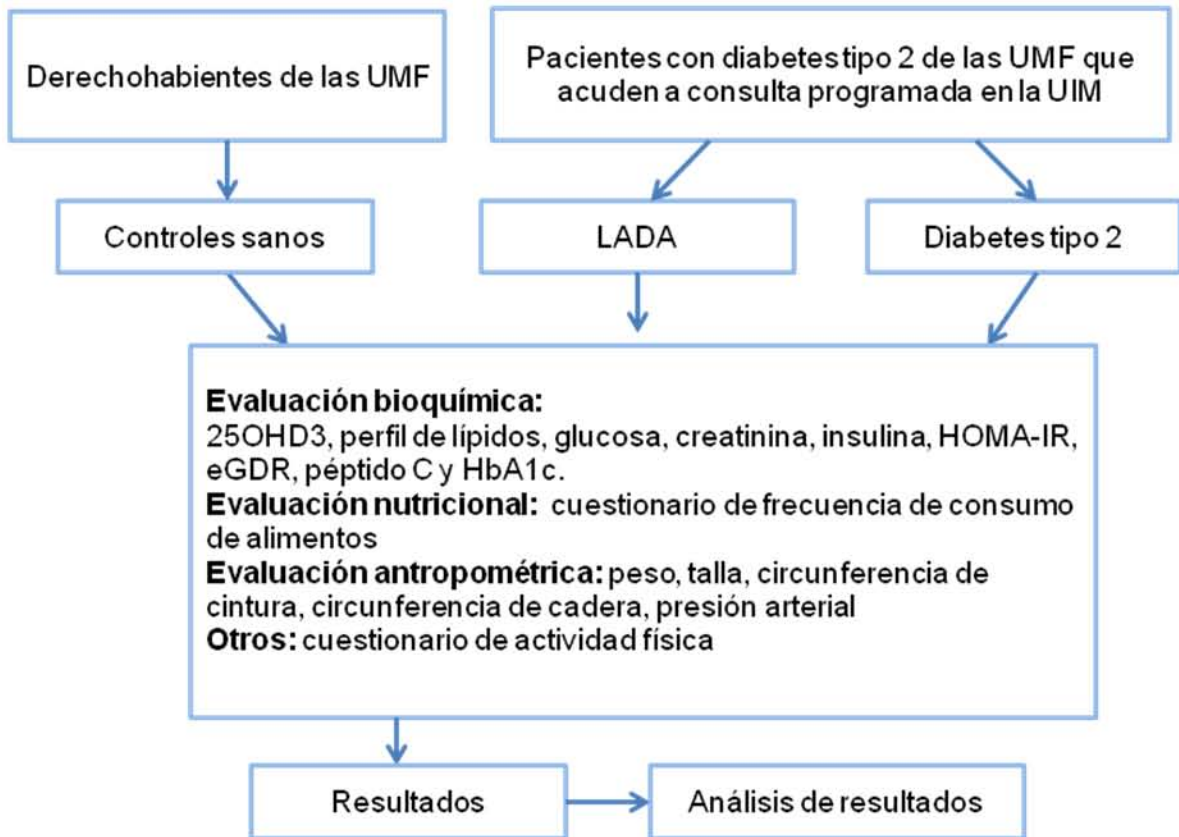 Derechohabientes de las UMF
Pacientes con diabetes tipo 2 de las UMF que
acuden a consulta programada en la UIM
Controles sanos
LADA
Diabetes tipo 2
Evaluación bioquímica:
25OHD3, perfil de lípidos, glucosa, creatinina, insulina, HOMA-IR,
eGDR, péptido C y HbA1c.
Evaluación nutricional: cuestionario de frecuencia de consumo
de alimentos
Evaluación antropométrica: peso, talla, circunferencia de
cintura, circunferencia de cadera, presión arterial
Otros: cuestionario de actividad física
Resultados
Análisis de resultados